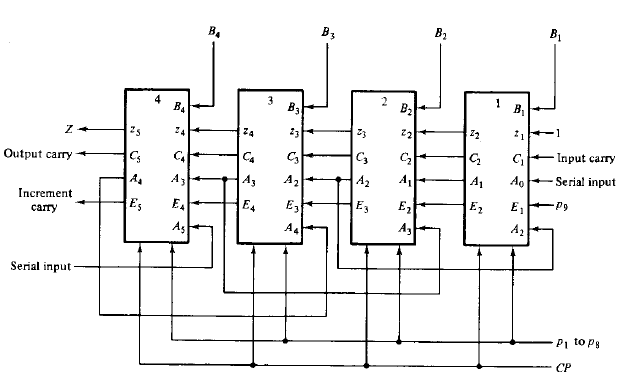 B4 B3 B2 B1
4 3 2 1
B4 B3 B2 B1
Z z5 z4 z4 z3 z3 z2 z2 z1 1
Output carry C5 C4 C4 C3 C3 C2 C2 C1 Input carry
A4 A3 A3 A2 A2 A1 A1 A0 Serial input
Increment carry E5 E4 E4 E3 E3 E2 E2 E1 p9
A5 A4 A3 A2
Serial input
p1 to p8
CP